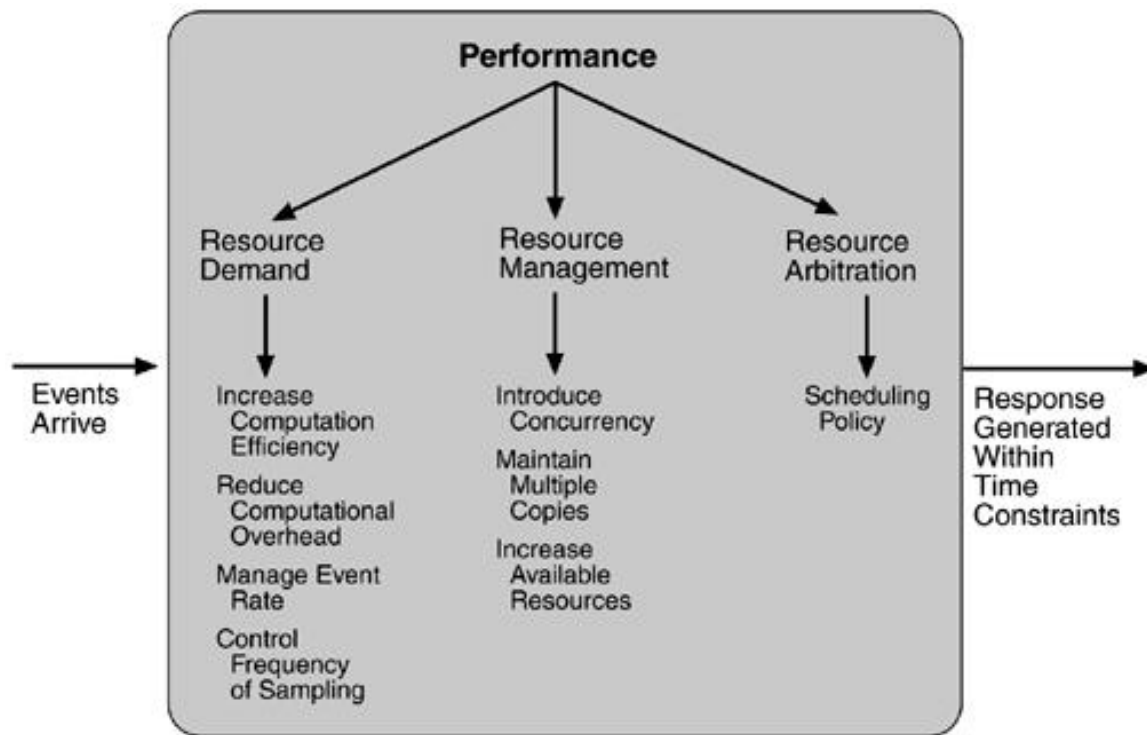 Performance
Resource
Demand
Resource
Management
Resource
Arbitration
Events
Arrive
Increase
Computation
Efficiency
Reduce
Computational
Overhead
Manage Event
Rate
Control
Frequency
of Sampling
Introduce
Concurrency
Maintain
Multiple
Copies
Increase
Available
Resources
Scheduling
Policy
Response
Generated
Within
Time
Constraints